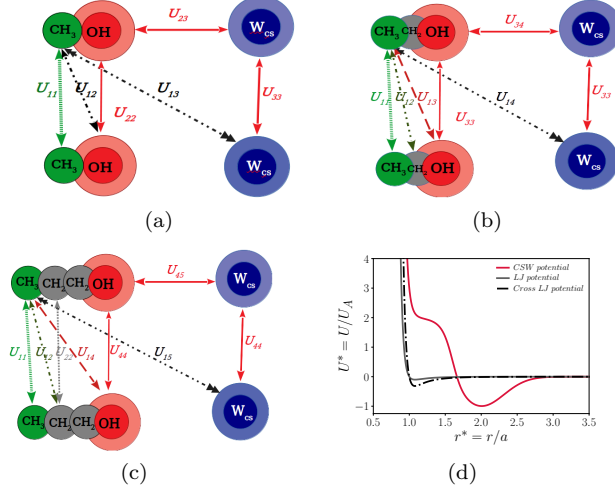 U23
CH3 OH
Wcs
U11 U12 U13 U33
U22
CH3 OH
Wcs
(a)
U34
CH3 CH2 OH
Wcs
U11 U12 U13 U14 U33
U33
CH3 CH2 OH
Wcs
(b)
U45
CH3 CH2 CH2 OH
Wcs
U11 U12 U22 U14 U44 U15 U44
CH3 CH2 CH2 OH
Wcs
(c)
4
3
2
1
0
−1
U* = U/U_A
CSW potential
LJ potential
Cross LJ potential
0.5 1.0 1.5 2.0 2.5 3.0 3.5
r* = r/a
(d)